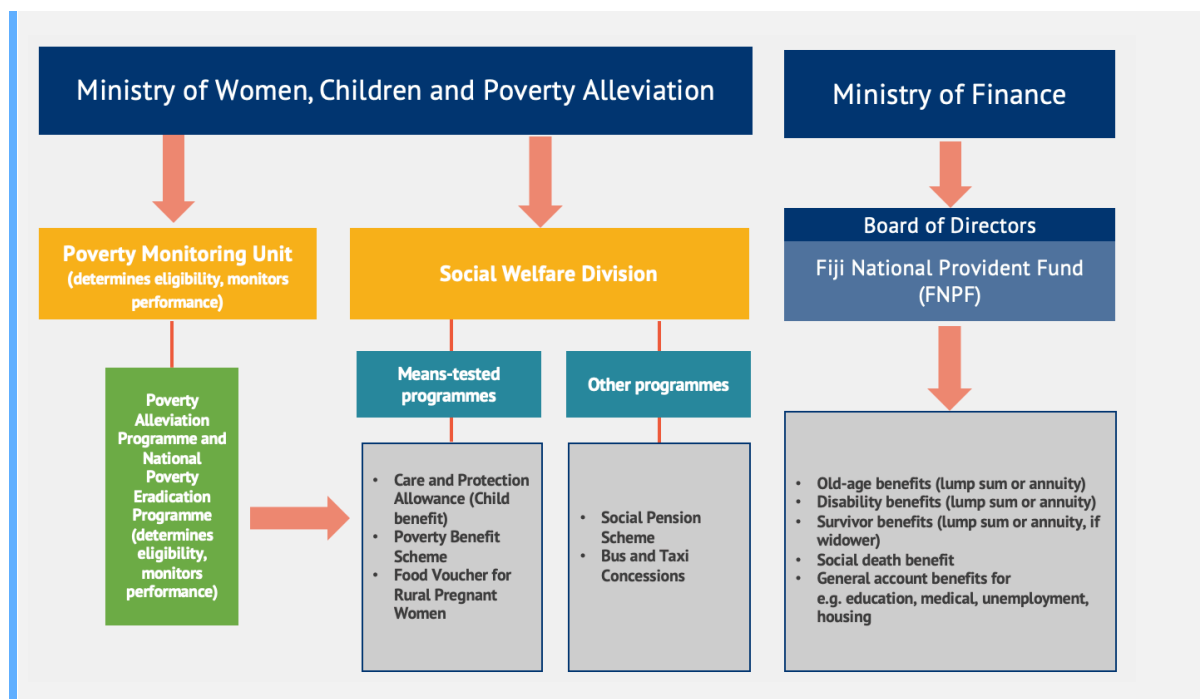 Ministry of Women, Children and Poverty Alleviation
Ministry of Finance
Poverty Monitoring Unit
(determines eligibility, monitors
performance)
Social Welfare Division
Board of Directors
Fiji National Provident Fund
(FNPF)
Means-tested
programmes
Other programmes
Poverty
Alleviation
Programme and
National
Poverty
Eradication
Programme
(determines
eligibility,
monitors
performance)
• Care and Protection
Allowance (Child
benefit)
• Poverty Benefit
Scheme
• Food Voucher for
Rural Pregnant
Women
• Social Pension
Scheme
• Bus and Taxi
Concessions
• Old-age benefits (lump sum or annuity)
• Disability benefits (lump sum or annuity)
• Survivor benefits (lump sum or annuity, if
widower)
• Social death benefit
• General account benefits for
e.g. education, medical, unemployment,
housing